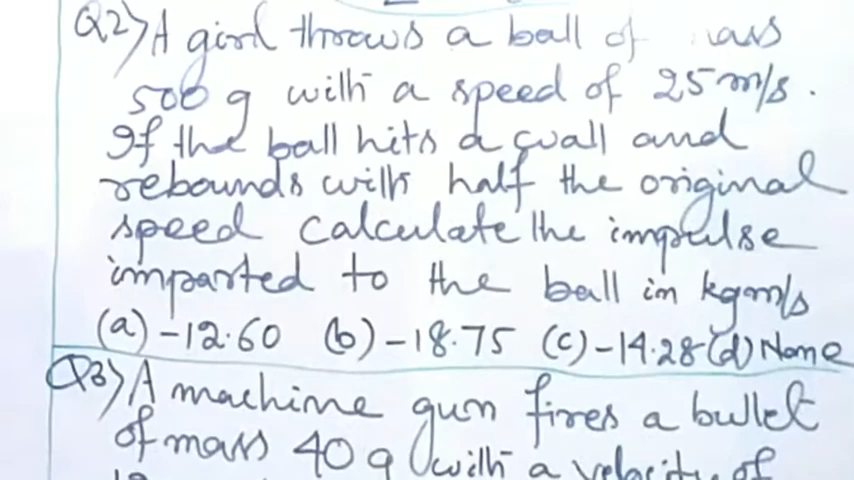 Q2> A girl throws a ball of
500 g with a speed of 25 m/s.
If the ball hits a wall and
rebounds with half the original
speed calculate the impulse
imparted to the ball in kgm/s
(a) -12.60 (b) -18.75 (c) -14.28 (d) None
Q3> A machine gun fires a bullet
of mass 40 g with a velocity of